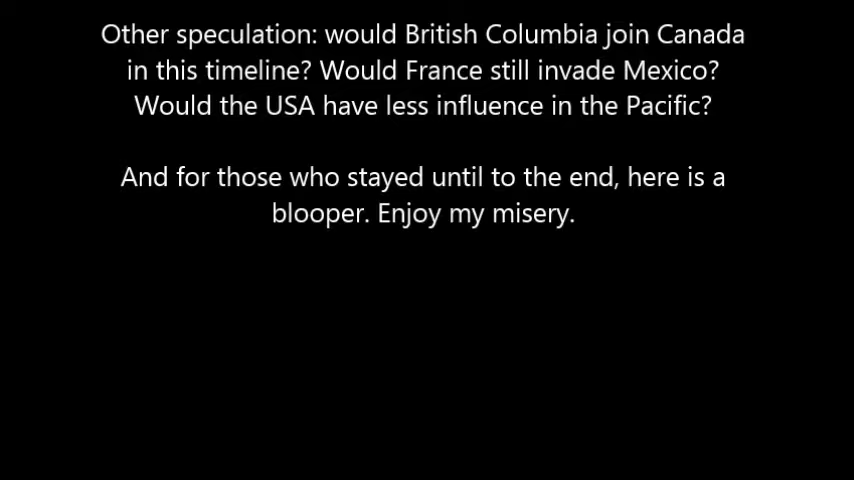 Other speculation: would British Columbia join Canada
in this timeline? Would France still invade Mexico?
Would the USA have less influence in the Pacific?
And for those who stayed until to the end, here is a
blooper. Enjoy my misery.